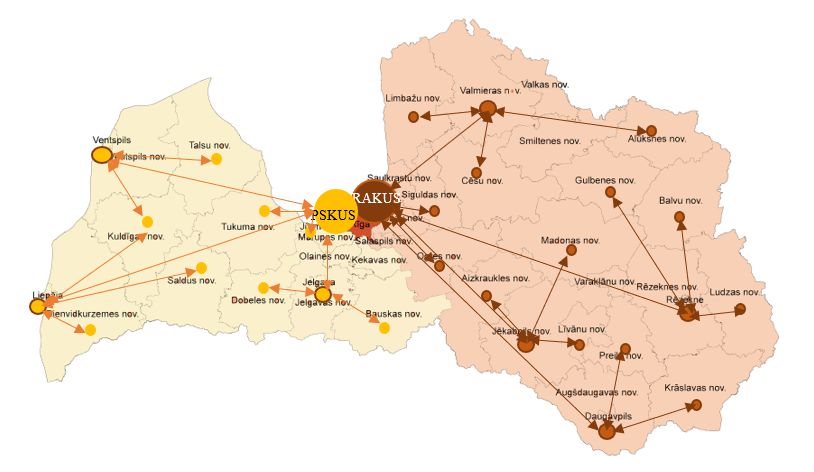 Valkas nov.
Valmieras nov.
Limbažu nov.
Alūksnes nov.
Ventspils
Talsu nov.
Smiltenes nov.
Saulkrastu nov.
Cēsu nov.
Gulbenes nov.
RAKUS
Siguldas nov.
Balvu nov.
PSKUS
Tukuma nov.
Kuldīgas nov.
Mārupes nov.
Salaspils nov.
Madonas nov.
Olaines nov.
Ķekavas nov.
Ogres nov.
Saldus nov.
Jelgava
Aizkraukles nov.
Varakļānu nov.
Rēzeknes nov.
Ludzas nov.
Liepāja
Dobeles nov.
Jelgavas nov.
Rēzekne
Dienvidkurzemes nov.
Bauskas nov.
Jēkabpils nov.
Līvānu nov.
Preiļu nov.
Augšdaugavas nov.
Krāslavas nov.
Daugavpils